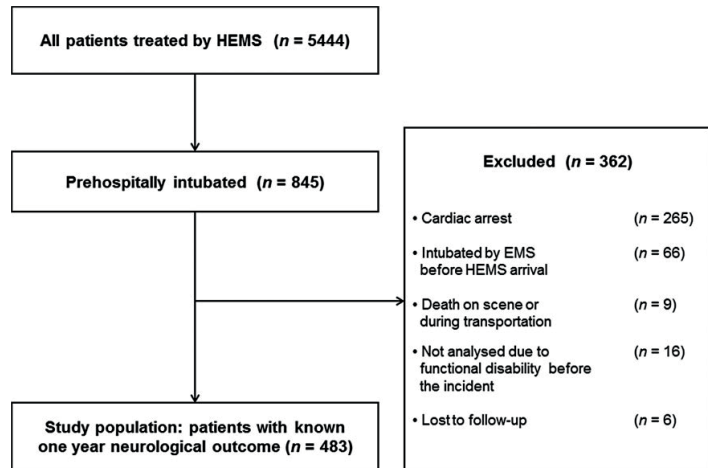 All patients treated by HEMS (n = 5444)
Prehospitally intubated (n = 845)
Excluded (n = 362)
• Cardiac arrest (n = 265)
• Intubated by EMS (n = 66)
before HEMS arrival
• Death on scene or (n = 9)
during transportation
• Not analysed due to (n = 16)
functional disability before
the incident
• Lost to follow-up (n = 6)
Study population: patients with known
one year neurological outcome (n = 483)